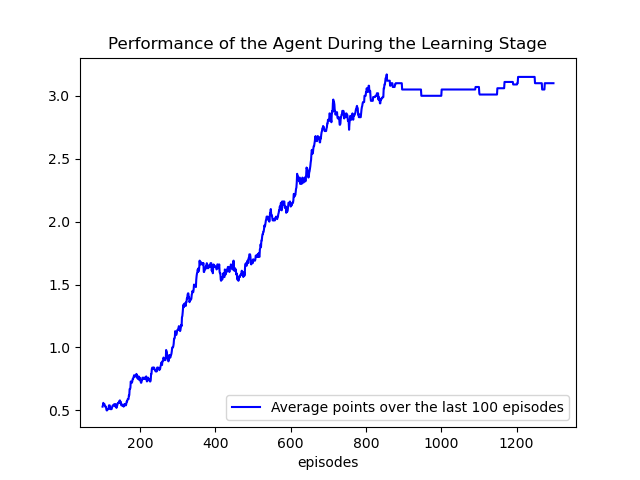 Performance of the Agent During the Learning Stage
3.0
2.5
2.0
1.5
1.0
0.5
Average points over the last 100 episodes
200 400 600 800 1000 1200
episodes